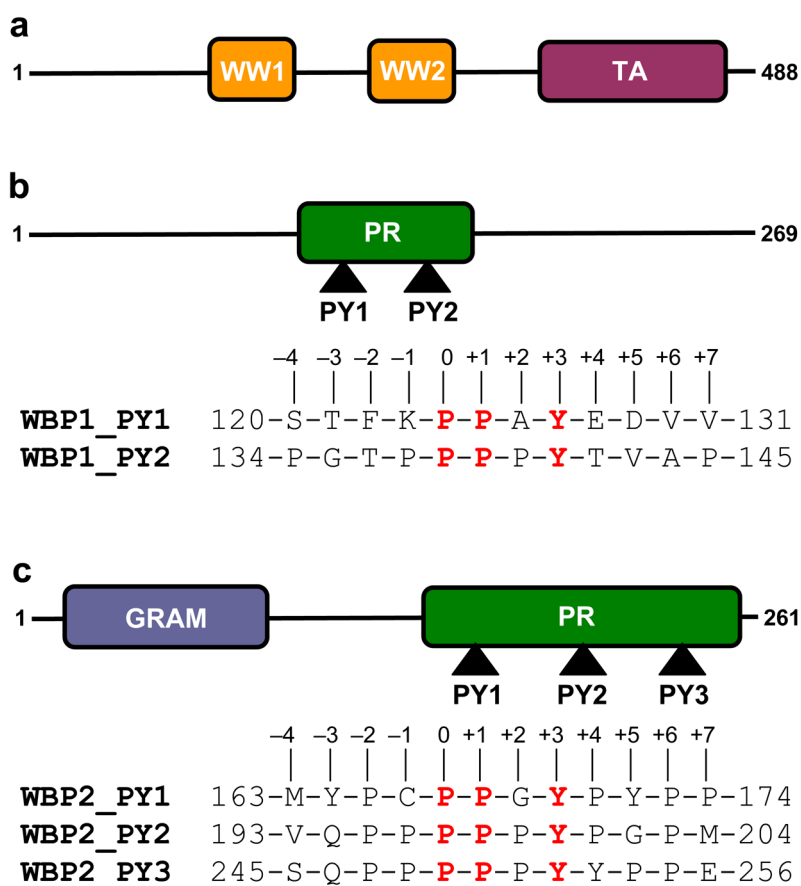 a
1 WW1 WW2 TA 488
b
1 PR 269
PY1 PY2
–4 –3 –2 –1 0 +1 +2 +3 +4 +5 +6 +7
WBP1_PY1 120-S-T-F-K-P-P-A-Y-E-D-V-V-131
WBP1_PY2 134-P-G-T-P-P-P-P-Y-T-V-A-P-145
c
1 GRAM PR 261
PY1 PY2 PY3
–4 –3 –2 –1 0 +1 +2 +3 +4 +5 +6 +7
WBP2_PY1 163-M-Y-P-C-P-P-G-Y-P-Y-P-P-174
WBP2_PY2 193-V-Q-P-P-P-P-P-Y-P-G-P-M-204
WBP2_PY3 245-S-Q-P-P-P-P-P-Y-Y-P-P-E-256